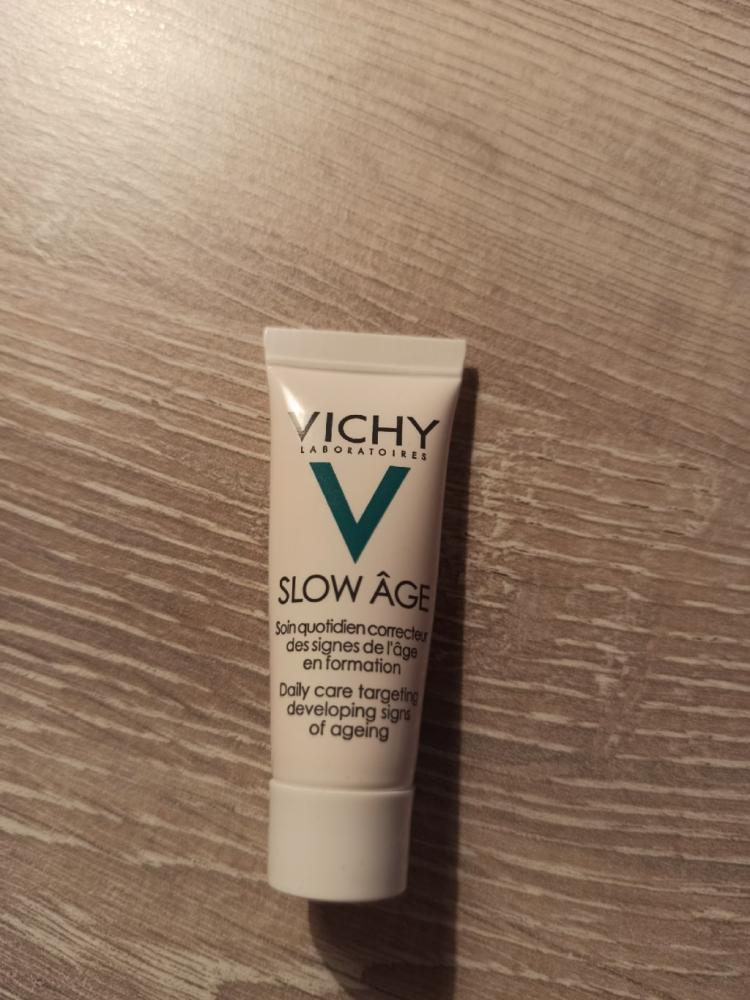 VICHY
LABORATOIRES
V
SLOW ÂGE
Soin quotidien correcteur
des signes de l'âge
en formation
Daily care targeting
developing signs
of ageing